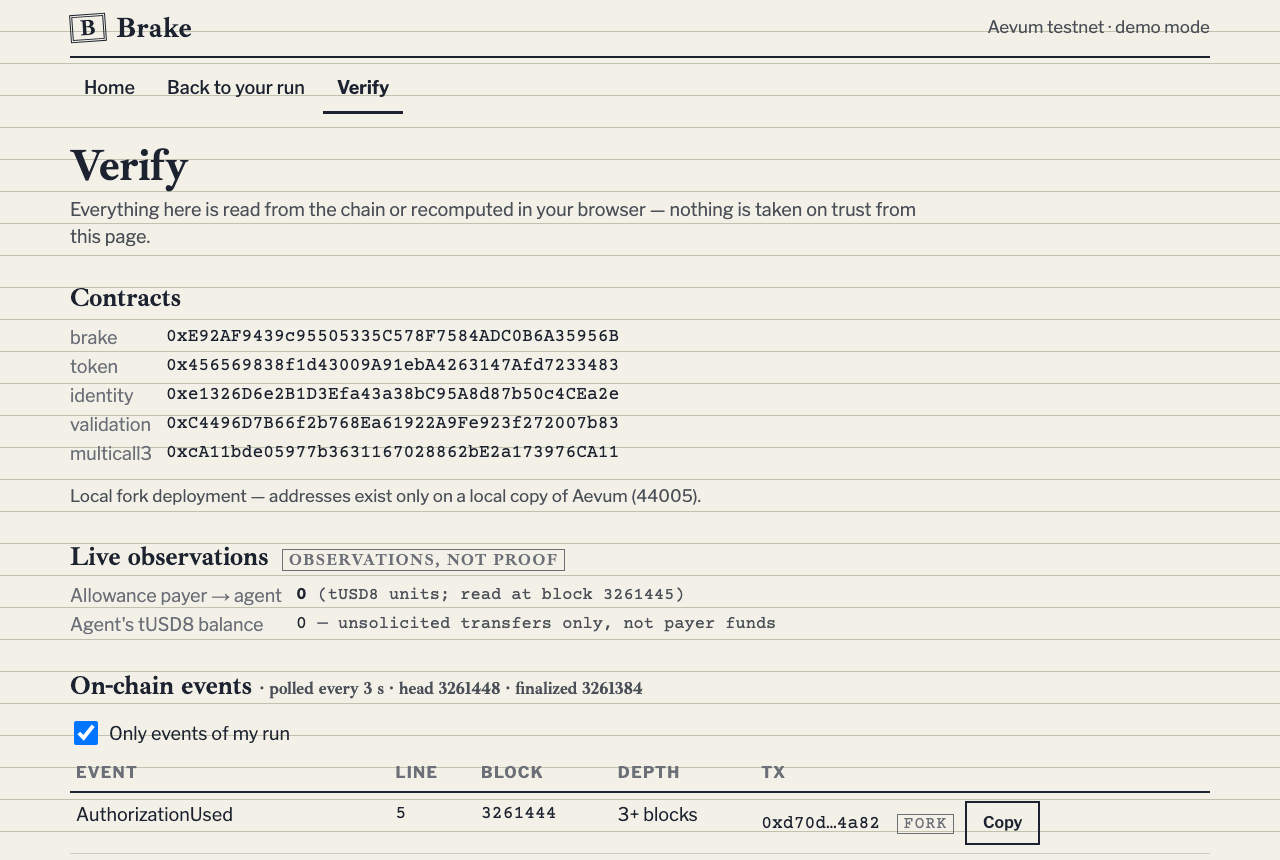 B Brake
Aevum testnet · demo mode
Home Back to your run Verify
Verify
Everything here is read from the chain or recomputed in your browser — nothing is taken on trust from
this page.
Contracts
brake 0xE92AF9439c95505335C578F7584ADC0B6A35956B
token 0x456569838f1d43009A91ebA4263147Afd7233483
identity 0xe1326D6e2B1D3Efa43a38bC95A8d87b50c4CEa2e
validation 0xC4496D7B66f2b768Ea61922A9Fe923f272007b83
multicall3 0xcA11bde05977b3631167028862bE2a173976CA11
Local fork deployment — addresses exist only on a local copy of Aevum (44005).
Live observations OBSERVATIONS, NOT PROOF
Allowance payer → agent 0 (tUSD8 units; read at block 3261445)
Agent's tUSD8 balance 0 — unsolicited transfers only, not payer funds
On-chain events · polled every 3 s · head 3261448 · finalized 3261384
Only events of my run
EVENT LINE BLOCK DEPTH TX
AuthorizationUsed 5 3261444 3+ blocks 0xd70d…4a82 FORK Copy